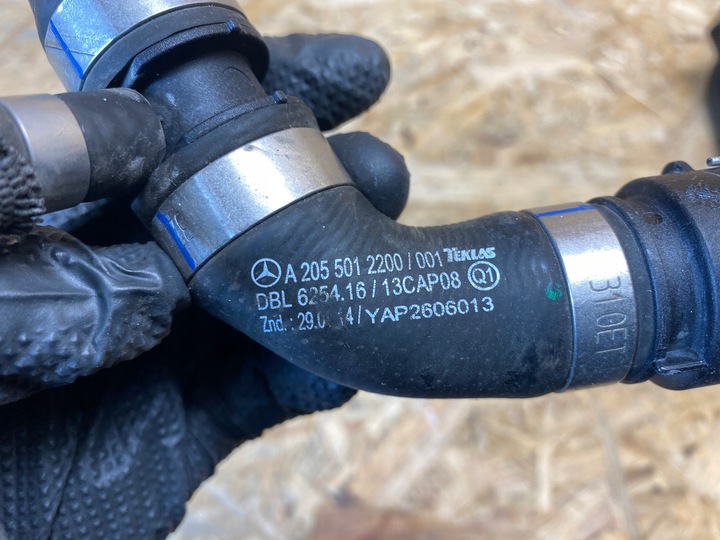 A 205 501 2200 / 001 TEKLAS
DBL 6254.16 / 13CAP08 Q1
Znd.: / YAP2606013